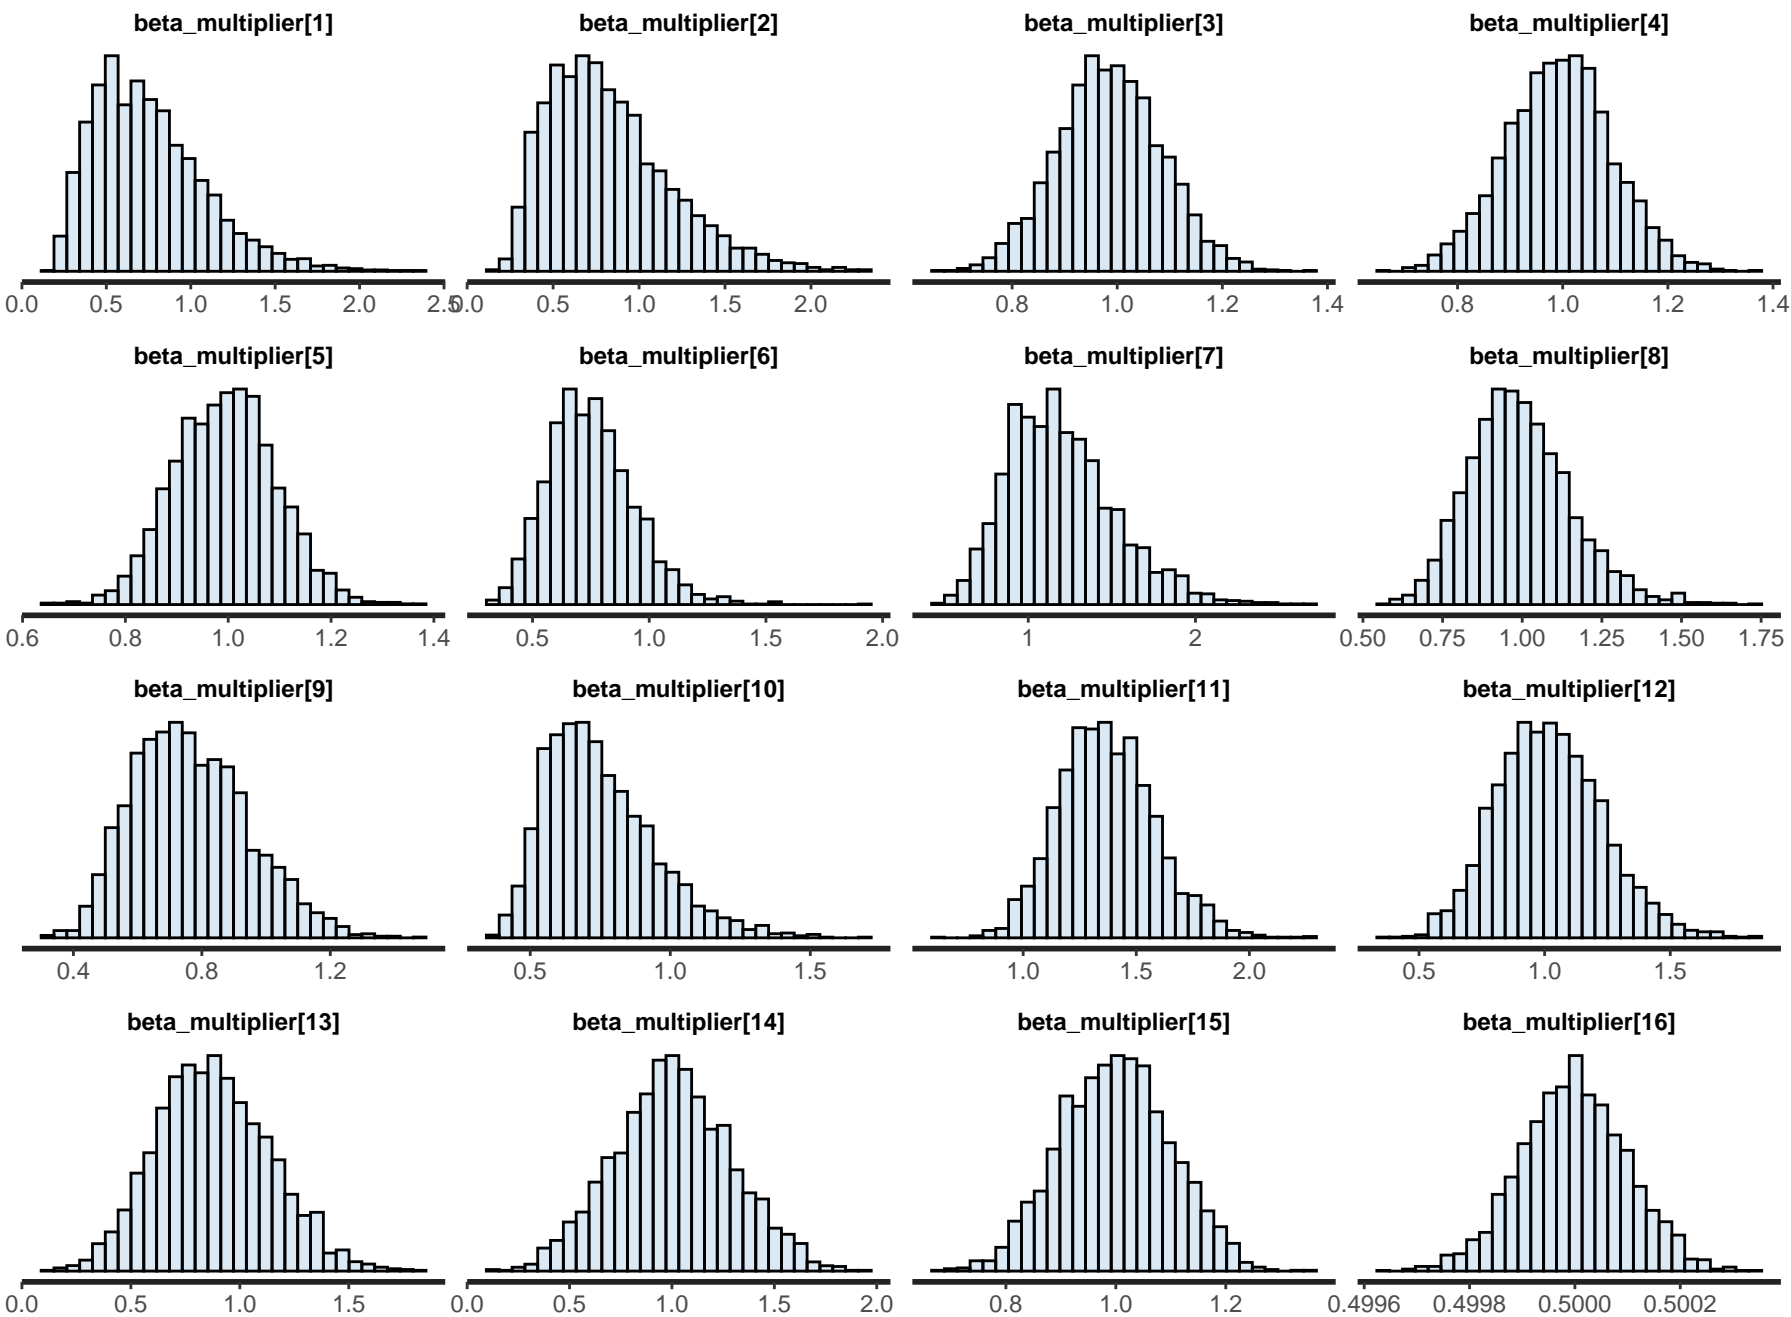 beta_multiplier[1] beta_multiplier[2] beta_multiplier[3] beta_multiplier[4]
0.0 0.5 1.0 1.5 2.0 2.5 0.0 0.5 1.0 1.5 2.0 0.8 1.0 1.2 1.4 0.8 1.0 1.2 1.4
beta_multiplier[5] beta_multiplier[6] beta_multiplier[7] beta_multiplier[8]
0.6 0.8 1.0 1.2 1.4 0.5 1.0 1.5 2.0 1 2 0.50 0.75 1.00 1.25 1.50 1.75
beta_multiplier[9] beta_multiplier[10] beta_multiplier[11] beta_multiplier[12]
0.4 0.8 1.2 0.5 1.0 1.5 1.0 1.5 2.0 0.5 1.0 1.5
beta_multiplier[13] beta_multiplier[14] beta_multiplier[15] beta_multiplier[16]
0.0 0.5 1.0 1.5 0.0 0.5 1.0 1.5 2.0 0.8 1.0 1.2 0.4996 0.4998 0.5000 0.5002